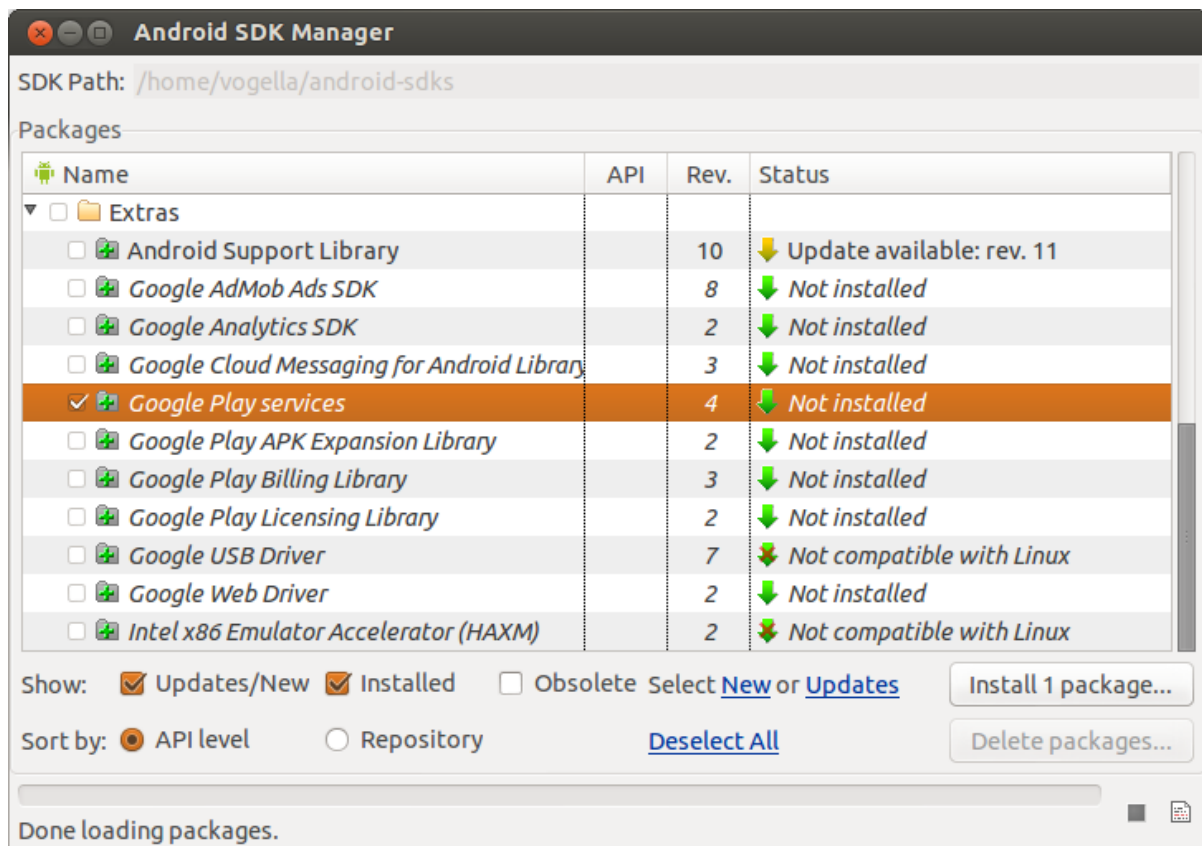 Android SDK Manager
SDK Path: /home/vogella/android-sdks
Packages
Name API Rev. Status
Extras
Android Support Library 10 Update available: rev. 11
Google AdMob Ads SDK 8 Not installed
Google Analytics SDK 2 Not installed
Google Cloud Messaging for Android Library 3 Not installed
Google Play services 4 Not installed
Google Play APK Expansion Library 2 Not installed
Google Play Billing Library 3 Not installed
Google Play Licensing Library 2 Not installed
Google USB Driver 7 Not compatible with Linux
Google Web Driver 2 Not installed
Intel x86 Emulator Accelerator (HAXM) 2 Not compatible with Linux
Show: Updates/New Installed Obsolete Select New or Updates Install 1 package...
Sort by: API level Repository Deselect All Delete packages...
Done loading packages.